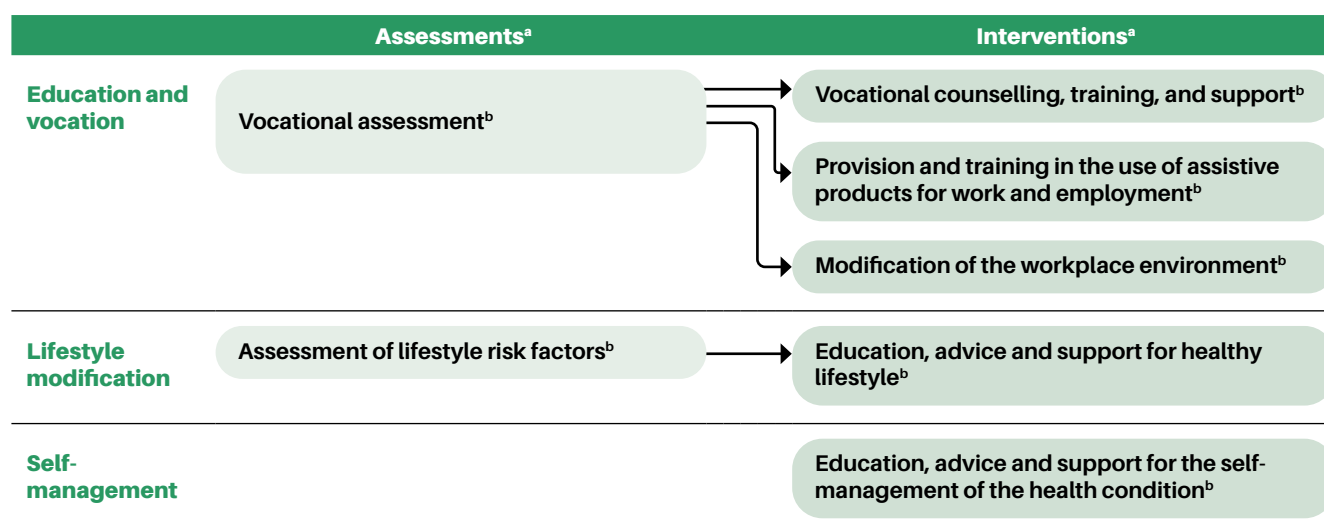 Assessmentsᵃ
Interventionsᵃ
Education and
vocation
Vocational assessmentᵇ
Vocational counselling, training, and supportᵇ
Provision and training in the use of assistive
products for work and employmentᵇ
Modification of the workplace environmentᵇ
Lifestyle
modification
Assessment of lifestyle risk factorsᵇ
Education, advice and support for healthy
lifestyleᵇ
Self-
management
Education, advice and support for the self-
management of the health conditionᵇ